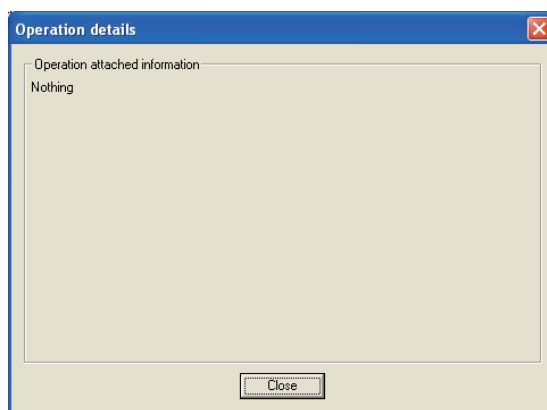 Operation details
Operation attached information
Nothing
Close